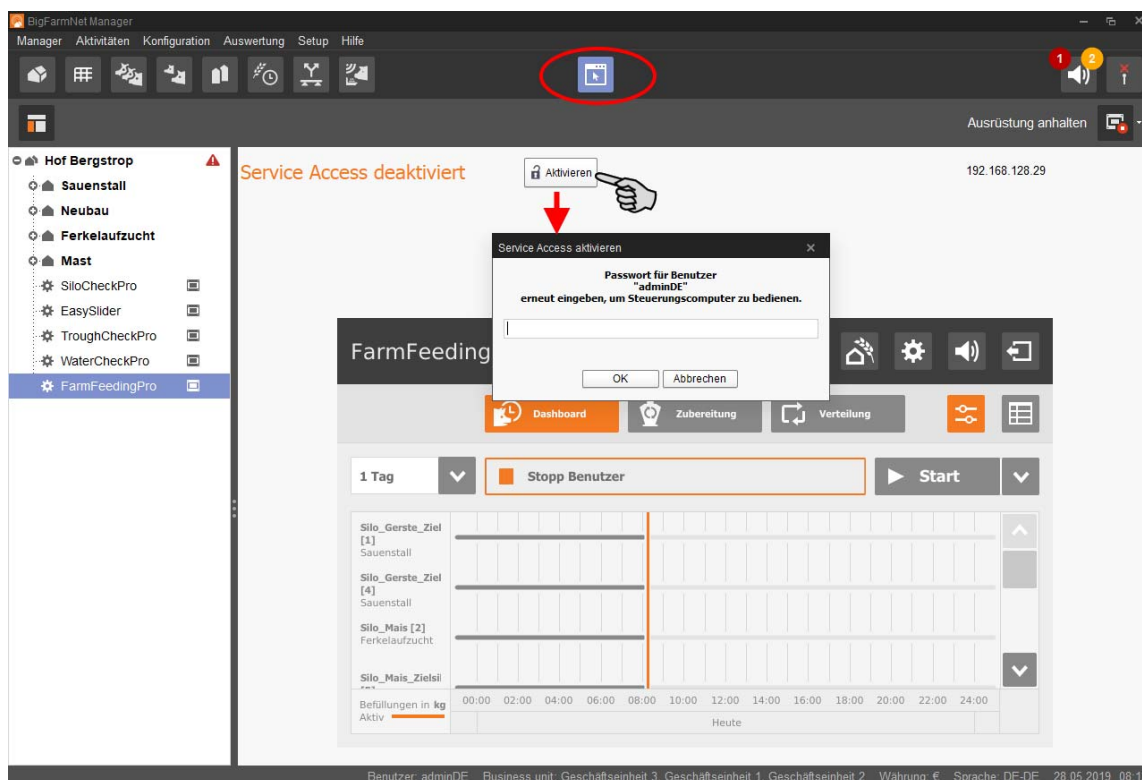 BigFarmNet Manager
Manager Aktivitäten Konfiguration Auswertung Setup Hilfe
1 2
Ausrüstung anhalten
Hof Bergstrop
Sauenstall
Neubau
Ferkelaufzucht
Mast
SiloCheckPro
EasySlider
TroughCheckPro
WaterCheckPro
FarmFeedingPro
Service Access deaktiviert
Aktivieren
192.168.128.29
Service Access aktivieren
Passwort für Benutzer
"adminDE"
erneut eingeben, um Steuerungscomputer zu bedienen.
OK Abbrechen
FarmFeeding
Dashboard Zubereitung Verteilung
1 Tag Stopp Benutzer Start
Silo_Gerste_Ziel
[1]
Sauenstall
Silo_Gerste_Ziel
[4]
Sauenstall
Silo_Mais [2]
Ferkelaufzucht
Silo_Mais_Zielsil
Befüllungen in kg
Aktiv
00:00 02:00 04:00 06:00 08:00 10:00 12:00 14:00 16:00 18:00 20:00 22:00 24:00
Heute
Benutzer: adminDE Business unit: Geschäftseinheit 3, Geschäftseinheit 1, Geschäftseinheit 2 Währung: € Sprache: DE-DE 28.05.2019